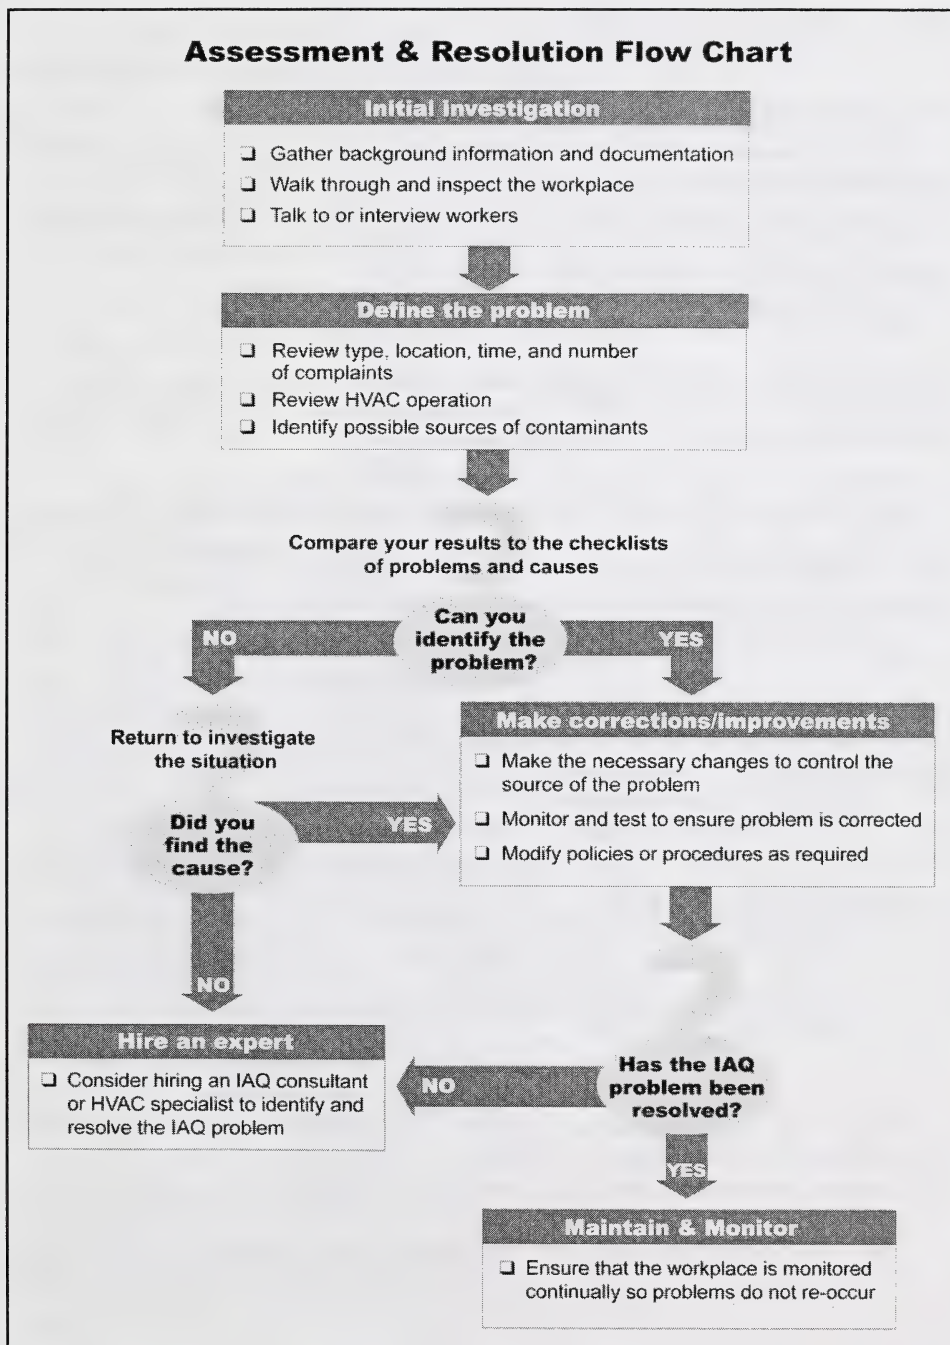 Assessment & Resolution Flow Chart
Initial Investigation
❑ Gather background information and documentation
❑ Walk through and inspect the workplace
❑ Talk to or interview workers
Define the problem
❑ Review type, location, time, and number
of complaints
❑ Review HVAC operation
❑ Identify possible sources of contaminants
Compare your results to the checklists
of problems and causes
Can you
identify the
problem?
NO
YES
Return to investigate
the situation
Did you
find the
cause?
YES
NO
Make corrections/improvements
❑ Make the necessary changes to control the
source of the problem
❑ Monitor and test to ensure problem is corrected
❑ Modify policies or procedures as required
Has the IAQ
problem been
resolved?
NO
YES
Hire an expert
❑ Consider hiring an IAQ consultant
or HVAC specialist to identify and
resolve the IAQ problem
Maintain & Monitor
❑ Ensure that the workplace is monitored
continually so problems do not re-occur